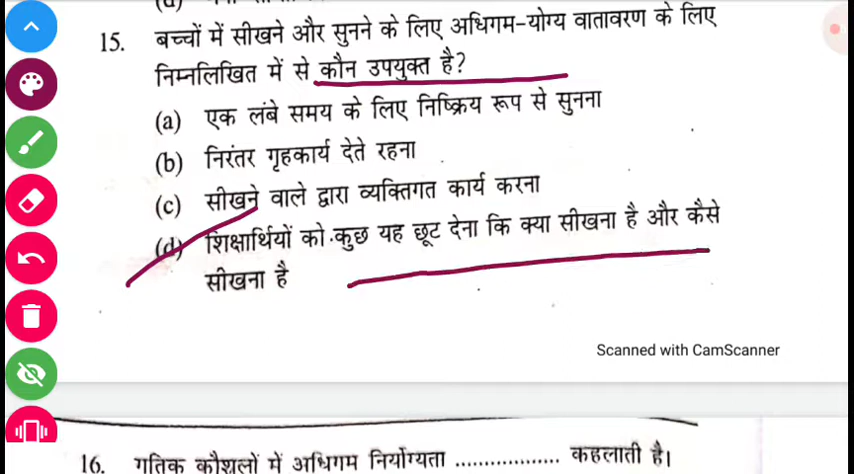 15. बच्चों में सीखने और सुनने के लिए अधिगम-योग्य वातावरण के लिए
निम्नलिखित में से कौन उपयुक्त है?
(a) एक लंबे समय के लिए निष्क्रिय रूप से सुनना
(b) निरंतर गृहकार्य देते रहना
(c) सीखने वाले द्वारा व्यक्तिगत कार्य करना
(d) शिक्षार्थियों को कुछ यह छूट देना कि क्या सीखना है और कैसे
सीखना है
Scanned with CamScanner
16. गतिक कौशलों में अधिगम निर्योग्यता .................. कहलाती है।